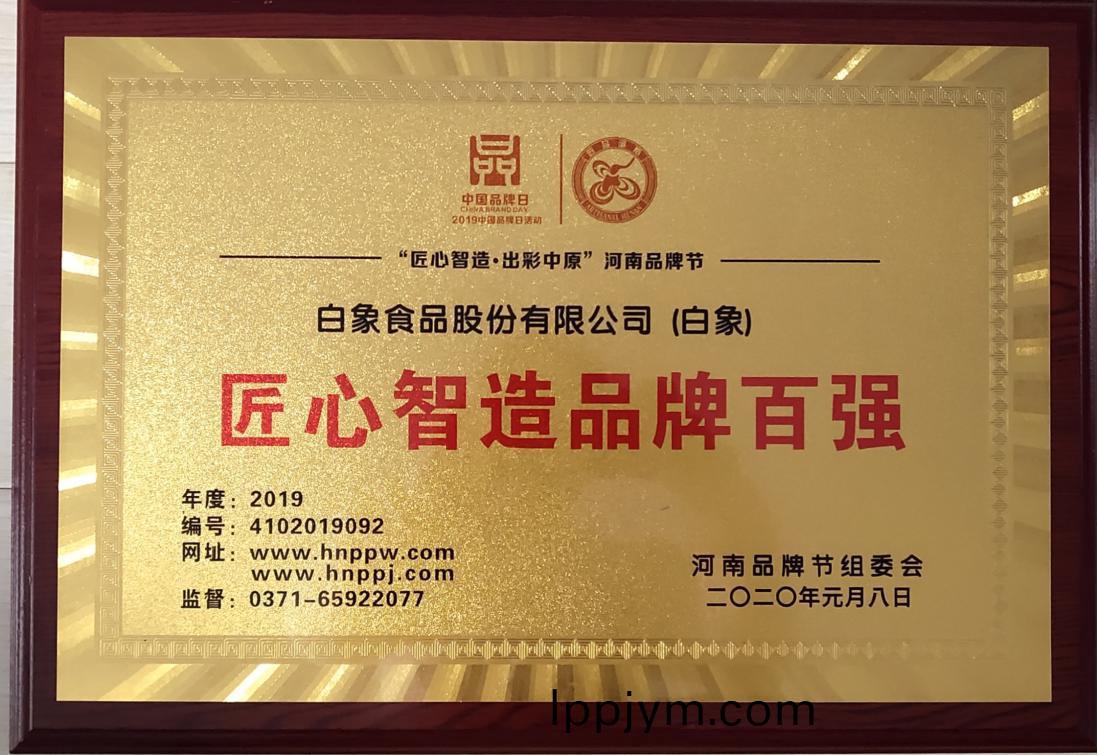 中国品牌日
CHINA BRAND DAY
2019中国品牌日活动
“匠心智造·出彩中原”河南品牌节
白象食品股份有限公司 (白象)
匠心智造品牌百强
年度：2019
编号：4102019092
网址：www.hnppw.com
www.hnppj.com
监督：0371-65922077
河南品牌节组委会
二〇二〇年元月八日
lppjym.com